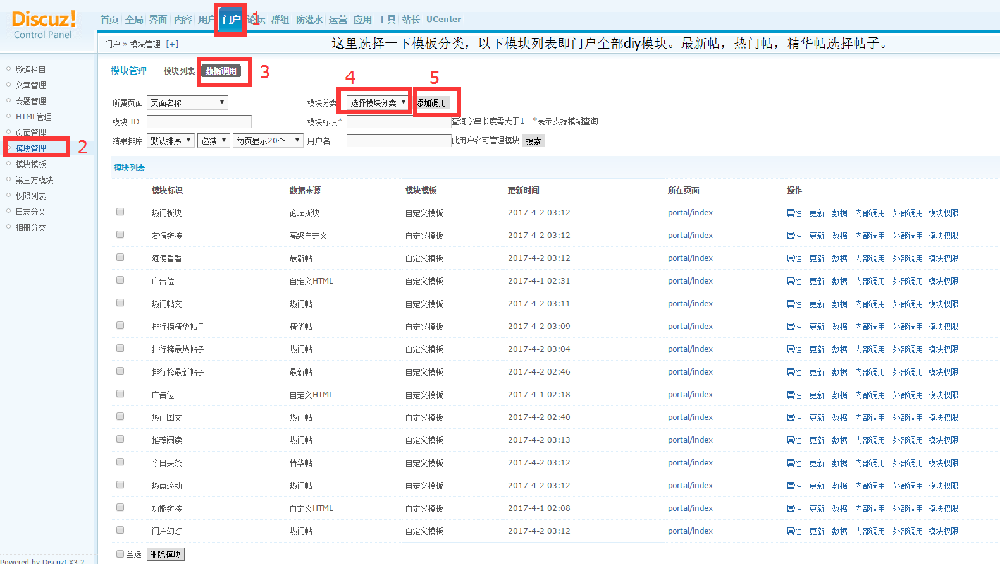 Discuz!
Control Panel
首页 全局 界面 内容 用户 门户 论坛 群组 防灌水 运营 应用 工具 站长 UCenter
1
门户 » 模块管理 [+]
这里选择一下模板分类，以下模块列表即门户全部diy模块。最新帖，热门帖，精华帖选择帖子。
频道栏目
文章管理
专题管理
HTML管理
页面管理
模块管理
2
模块模板
第三方模块
权限列表
日志分类
相册分类
模块管理 模块列表 数据调用
3
4
5
所属页面 页面名称 模块分类 选择模块分类 添加调用
模块 ID 模块标识* 查询字串长度需大于1 *表示支持模糊查询
结果排序 默认排序 递减 每页显示20个 用户名 此用户名可管理模块 搜索
模块列表
模块标识 数据来源 模块模板 更新时间 所在页面 操作
热门板块 论坛版块 自定义模板 2017-4-2 03:12 portal/index 属性 更新 数据 内部调用 外部调用 模块权限
友情链接 高级自定义 自定义模板 2017-4-2 03:12 portal/index 属性 更新 数据 内部调用 外部调用 模块权限
随便看看 最新帖 自定义模板 2017-4-2 03:12 portal/index 属性 更新 数据 内部调用 外部调用 模块权限
广告位 自定义HTML 自定义模板 2017-4-1 02:31 portal/index 属性 更新 数据 内部调用 外部调用 模块权限
热门帖文 热门帖 自定义模板 2017-4-2 03:11 portal/index 属性 更新 数据 内部调用 外部调用 模块权限
排行榜精华帖子 精华帖 自定义模板 2017-4-2 03:09 portal/index 属性 更新 数据 内部调用 外部调用 模块权限
排行榜最热帖子 热门帖 自定义模板 2017-4-2 03:04 portal/index 属性 更新 数据 内部调用 外部调用 模块权限
排行榜最新帖子 最新帖 自定义模板 2017-4-2 02:46 portal/index 属性 更新 数据 内部调用 外部调用 模块权限
广告位 自定义HTML 自定义模板 2017-4-1 02:18 portal/index 属性 更新 数据 内部调用 外部调用 模块权限
热门图文 热门帖 自定义模板 2017-4-2 02:40 portal/index 属性 更新 数据 内部调用 外部调用 模块权限
推荐阅读 热门帖 自定义模板 2017-4-2 03:13 portal/index 属性 更新 数据 内部调用 外部调用 模块权限
今日头条 精华帖 自定义模板 2017-4-2 03:12 portal/index 属性 更新 数据 内部调用 外部调用 模块权限
热点滚动 热门帖 自定义模板 2017-4-2 03:12 portal/index 属性 更新 数据 内部调用 外部调用 模块权限
功能链接 自定义HTML 自定义模板 2017-4-1 02:08 portal/index 属性 更新 数据 内部调用 外部调用 模块权限
门户幻灯 热门帖 自定义模板 2017-4-2 03:12 portal/index 属性 更新 数据 内部调用 外部调用 模块权限
全选 删除模块
Powered by Discuz! X3.2